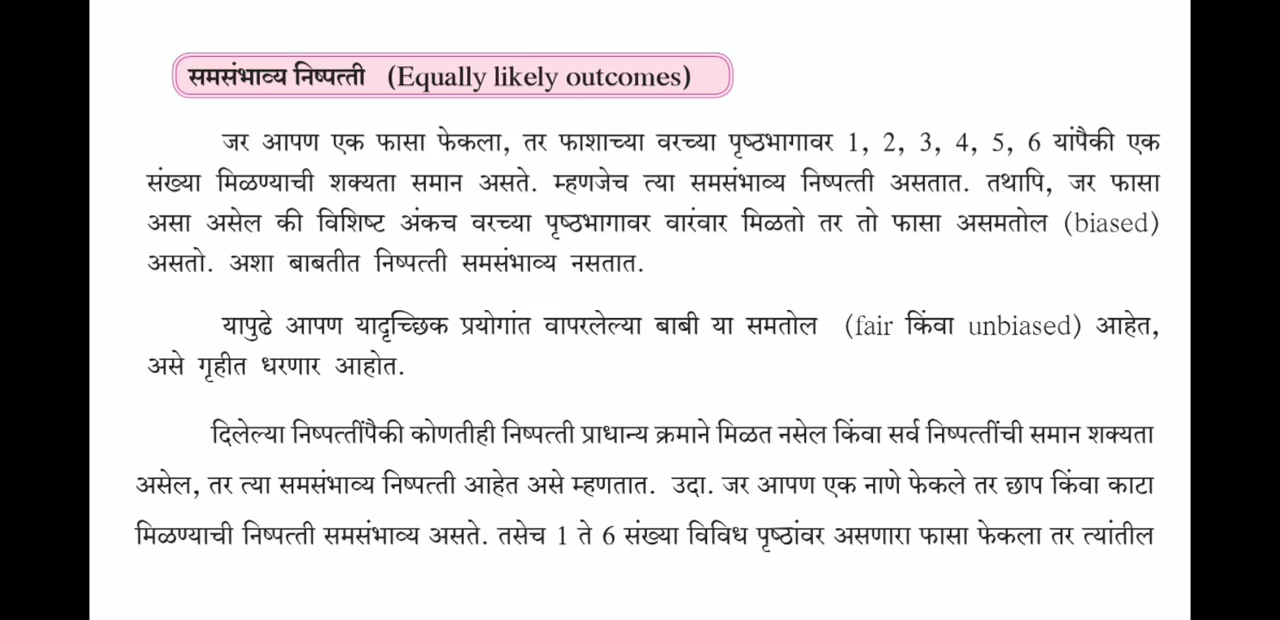 समसंभाव्य निष्पत्ती (Equally likely outcomes)
जर आपण एक फासा फेकला, तर फाशाच्या वरच्या पृष्ठभागावर 1, 2, 3, 4, 5, 6 यांपैकी एक
संख्या मिळण्याची शक्यता समान असते. म्हणजेच त्या समसंभाव्य निष्पत्ती असतात. तथापि, जर फासा
असा असेल की विशिष्ट अंकच वरच्या पृष्ठभागावर वारंवार मिळतो तर तो फासा असमतोल (biased)
असतो. अशा बाबतीत निष्पत्ती समसंभाव्य नसतात.
यापुढे आपण यादृच्छिक प्रयोगांत वापरलेल्या बाबी या समतोल (fair किंवा unbiased) आहेत,
असे गृहीत धरणार आहोत.
दिलेल्या निष्पत्तींपैकी कोणतीही निष्पत्ती प्राधान्य क्रमाने मिळत नसेल किंवा सर्व निष्पत्तींची समान शक्यता
असेल, तर त्या समसंभाव्य निष्पत्ती आहेत असे म्हणतात. उदा. जर आपण एक नाणे फेकले तर छाप किंवा काटा
मिळण्याची निष्पत्ती समसंभाव्य असते. तसेच 1 ते 6 संख्या विविध पृष्ठांवर असणारा फासा फेकला तर त्यांतील